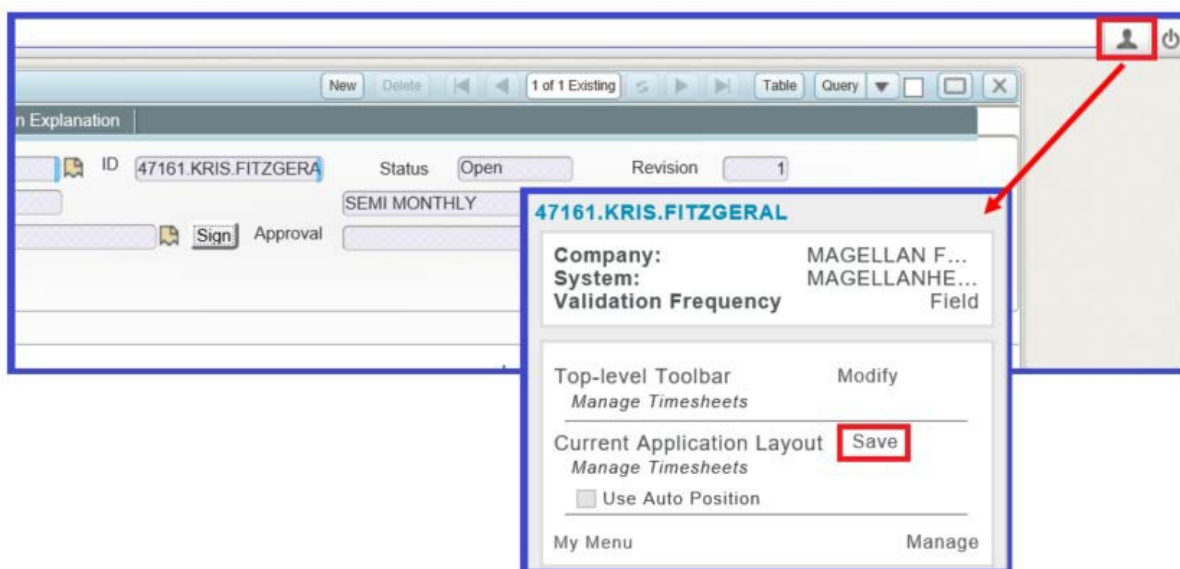 New Delete 1 of 1 Existing Table Query
n Explanation
ID 47161.KRIS.FITZGERA Status Open Revision 1
SEMI MONTHLY
Sign Approval
47161.KRIS.FITZGERAL
Company: MAGELLAN F...
System: MAGELLANHE...
Validation Frequency Field
Top-level Toolbar Modify
Manage Timesheets
Current Application Layout Save
Manage Timesheets
Use Auto Position
My Menu Manage